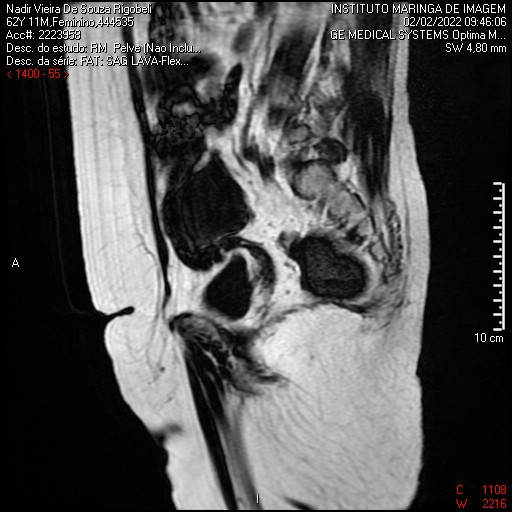 Nadir Vieira De Souza Rigobeli
62Y 11M,Feminino,444535
Acc#: 2223953
Desc. do estudo: RM Pelve (Nao Inclu...
Desc. da série: FAT: SAG LAVA-Flex...
< 1400 - 55 >
INSTITUTO MARINGA DE IMAGEM
02/02/2022 09:46:06
GE MEDICAL SYSTEMS Optima M...
SW 4,80 mm
A
10 cm
I
C 1108
W 2216